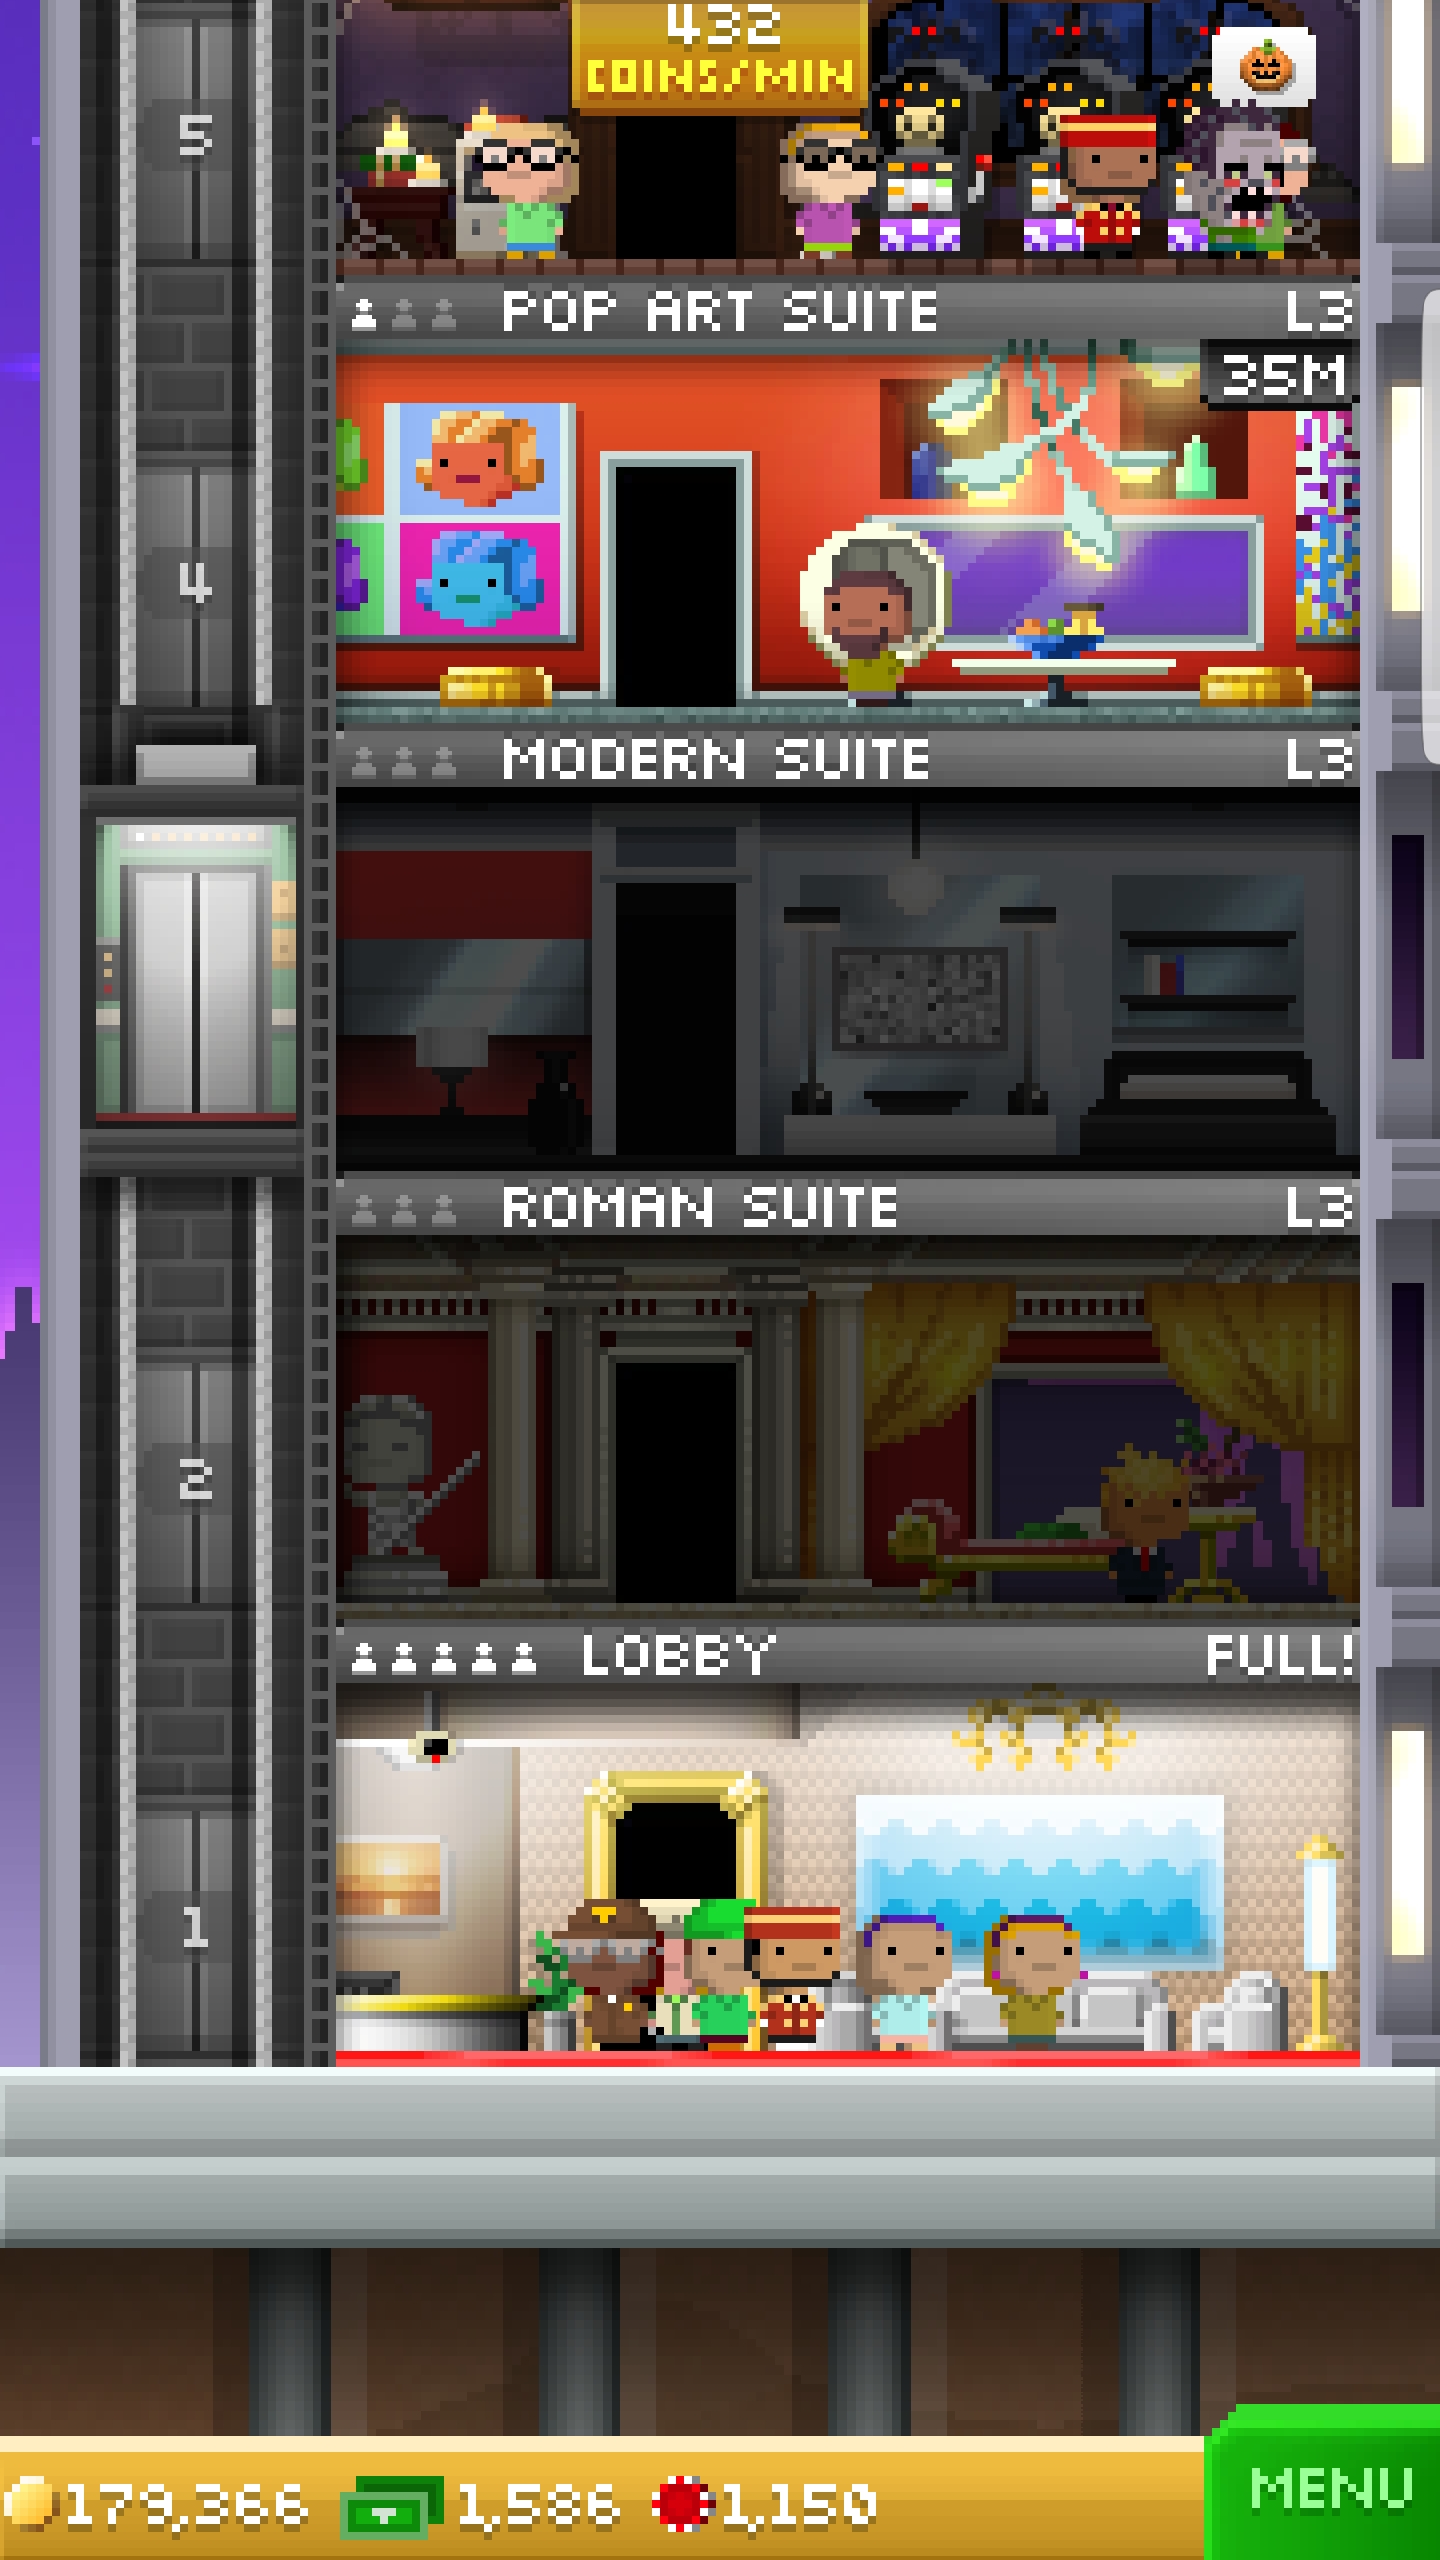 432
COINS/MIN
5
POP ART SUITE L3
35M
4
MODERN SUITE L3
ROMAN SUITE L3
2
LOBBY FULL!
1
179,366 1,586 1,150 MENU